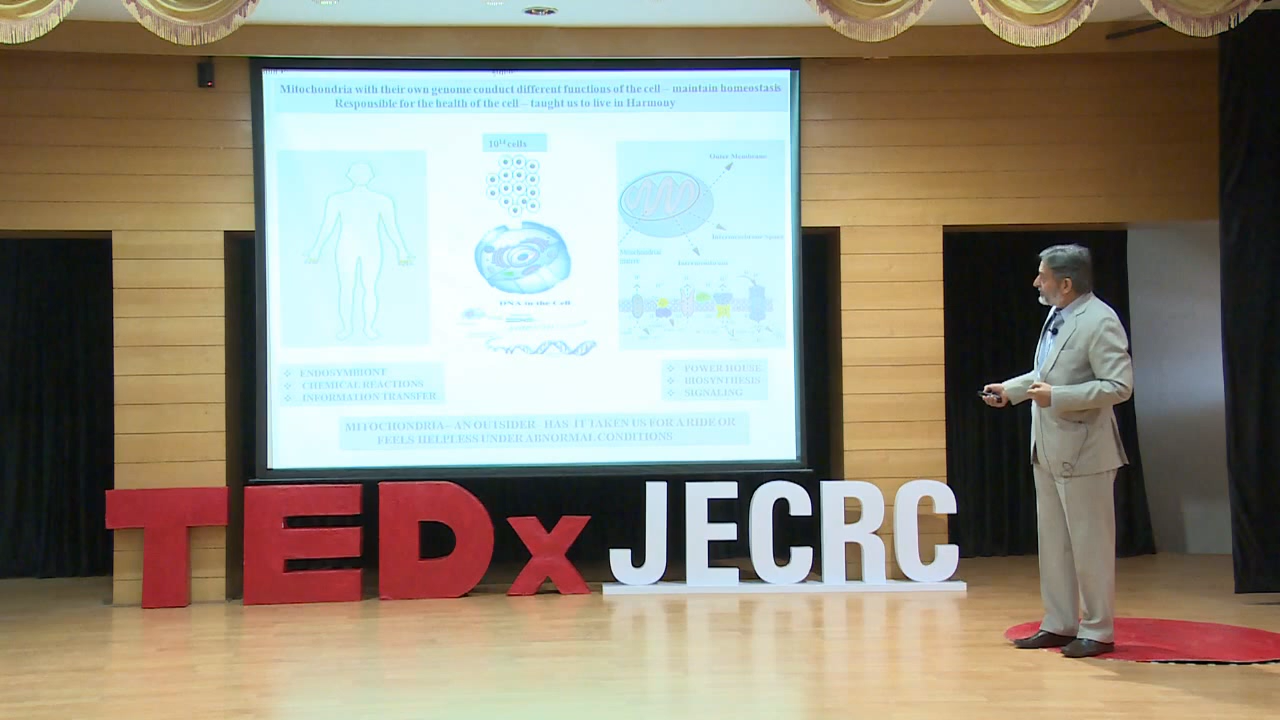 Mitochondria with their own genome conduct different functions of the cell – maintain homeostasis
Responsible for the health of the cell – taught us to live in Harmony
10¹⁴ cells
Outer Membrane
Intermembrane Space
Mitochondrial
DNA in the Cell
❖ ENDOSYMBIONT
❖ CHEMICAL REACTIONS
❖ INFORMATION TRANSFER
❖ POWER HOUSE
❖ BIOSYNTHESIS
❖ SIGNALING
MITOCHONDRIA – AN OUTSIDER HAS IT TAKEN US FOR A RIDE OR
FEELS HELPLESS UNDER ABNORMAL CONDITIONS
TEDx JECRC